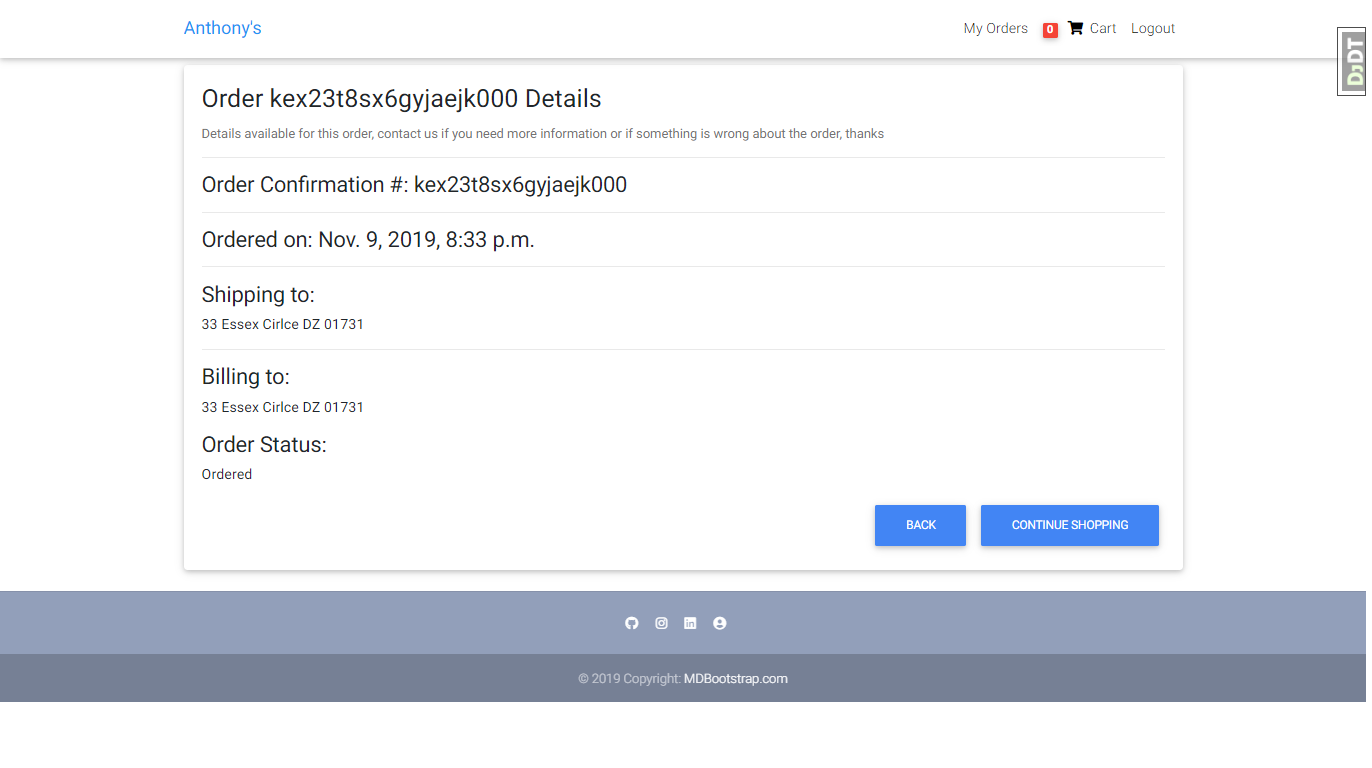 Anthony's
My Orders 0 Cart Logout
DJDT
Order kex23t8sx6gyjaejk000 Details
Details available for this order, contact us if you need more information or if something is wrong about the order, thanks
Order Confirmation #: kex23t8sx6gyjaejk000
Ordered on: Nov. 9, 2019, 8:33 p.m.
Shipping to:
33 Essex Cirlce DZ 01731
Billing to:
33 Essex Cirlce DZ 01731
Order Status:
Ordered
BACK CONTINUE SHOPPING
© 2019 Copyright: MDBootstrap.com